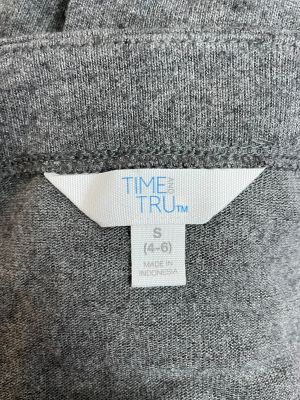 TIME AND
TRU™
S
(4-6)
MADE IN
INDONESIA